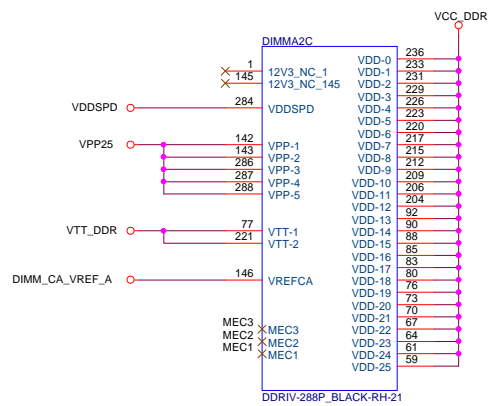 VCC_DDR
DIMMA2C
1 12V3_NC_1
145 12V3_NC_145
VDDSPD 284 VDDSPD
VPP25 142 VPP-1
143 VPP-2
286 VPP-3
287 VPP-4
288 VPP-5
VTT_DDR 77 VTT-1
221 VTT-2
DIMM_CA_VREF_A 146 VREFCA
MEC3 MEC3
MEC2 MEC2
MEC1 MEC1
VDD-0 236
VDD-1 233
VDD-2 231
VDD-3 229
VDD-4 226
VDD-5 223
VDD-6 220
VDD-7 217
VDD-8 215
VDD-9 212
VDD-10 209
VDD-11 206
VDD-12 204
VDD-13 92
VDD-14 90
VDD-15 88
VDD-16 85
VDD-17 83
VDD-18 80
VDD-19 76
VDD-20 73
VDD-21 70
VDD-22 67
VDD-23 64
VDD-24 61
VDD-25 59
DDRIV-288P_BLACK-RH-21